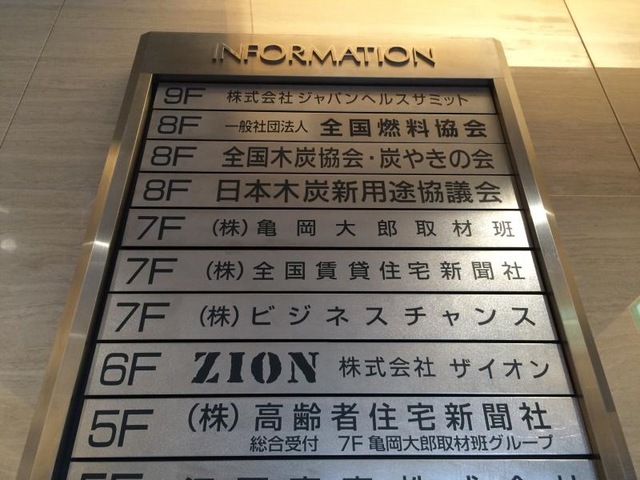 INFORMATION
9F 株式会社 ジャパンヘルスサミット
8F 一般社団法人 全国燃料協会
8F 全国木炭協会・炭やきの会
8F 日本木炭新用途協議会
7F (株)亀岡大郎取材班
7F (株)全国賃貸住宅新聞社
7F (株)ビジネスチャンス
6F ZION 株式会社 ザイオン
5F (株)高齢者住宅新聞社
総合受付 7F 亀岡大郎取材班グループ